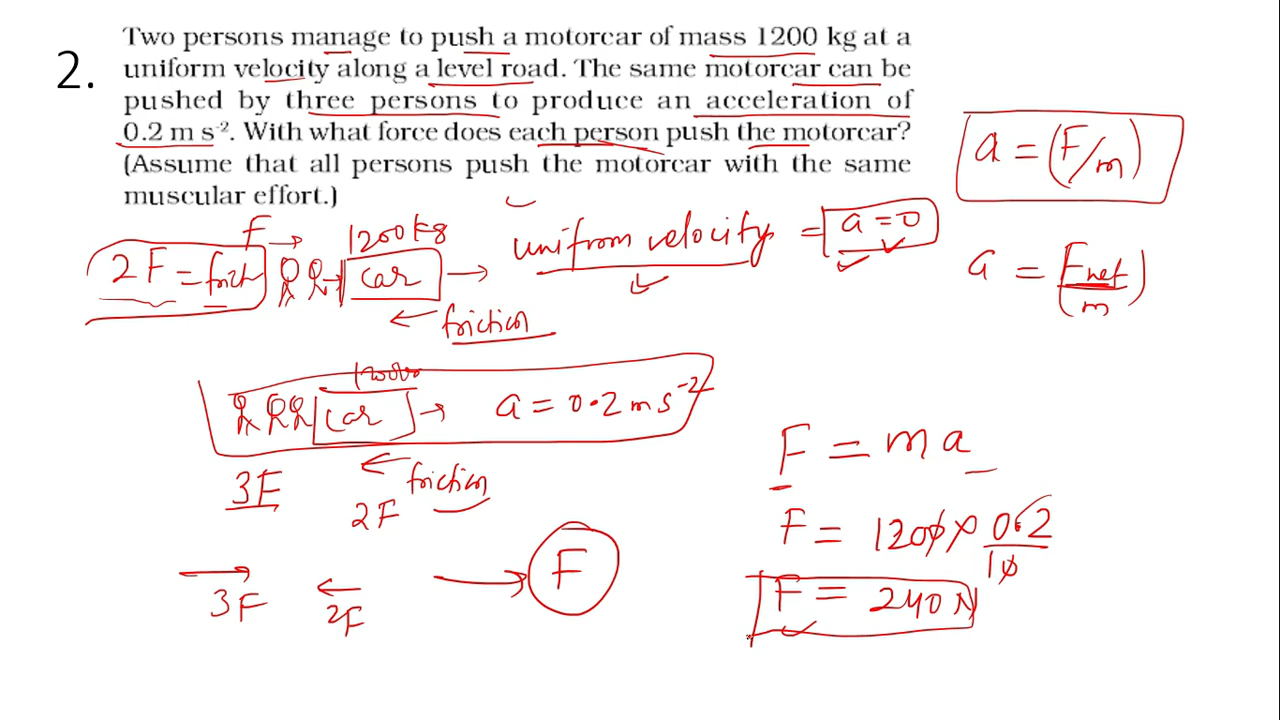 2.
Two persons manage to push a motorcar of mass 1200 kg at a
uniform velocity along a level road. The same motorcar can be
pushed by three persons to produce an acceleration of
0.2 m s⁻². With what force does each person push the motorcar?
(Assume that all persons push the motorcar with the same
muscular effort.)
a = (F/m)
F → 1200 kg unifrom velocity = a = 0
2F = frict car →
a = (Fnet/m)
← friction
car → a = 0.2 m s⁻²
← friction
3F
2F
F = ma
F = 1200 × 0.2/10
→ 3F ← 2F → F
F = 240 N